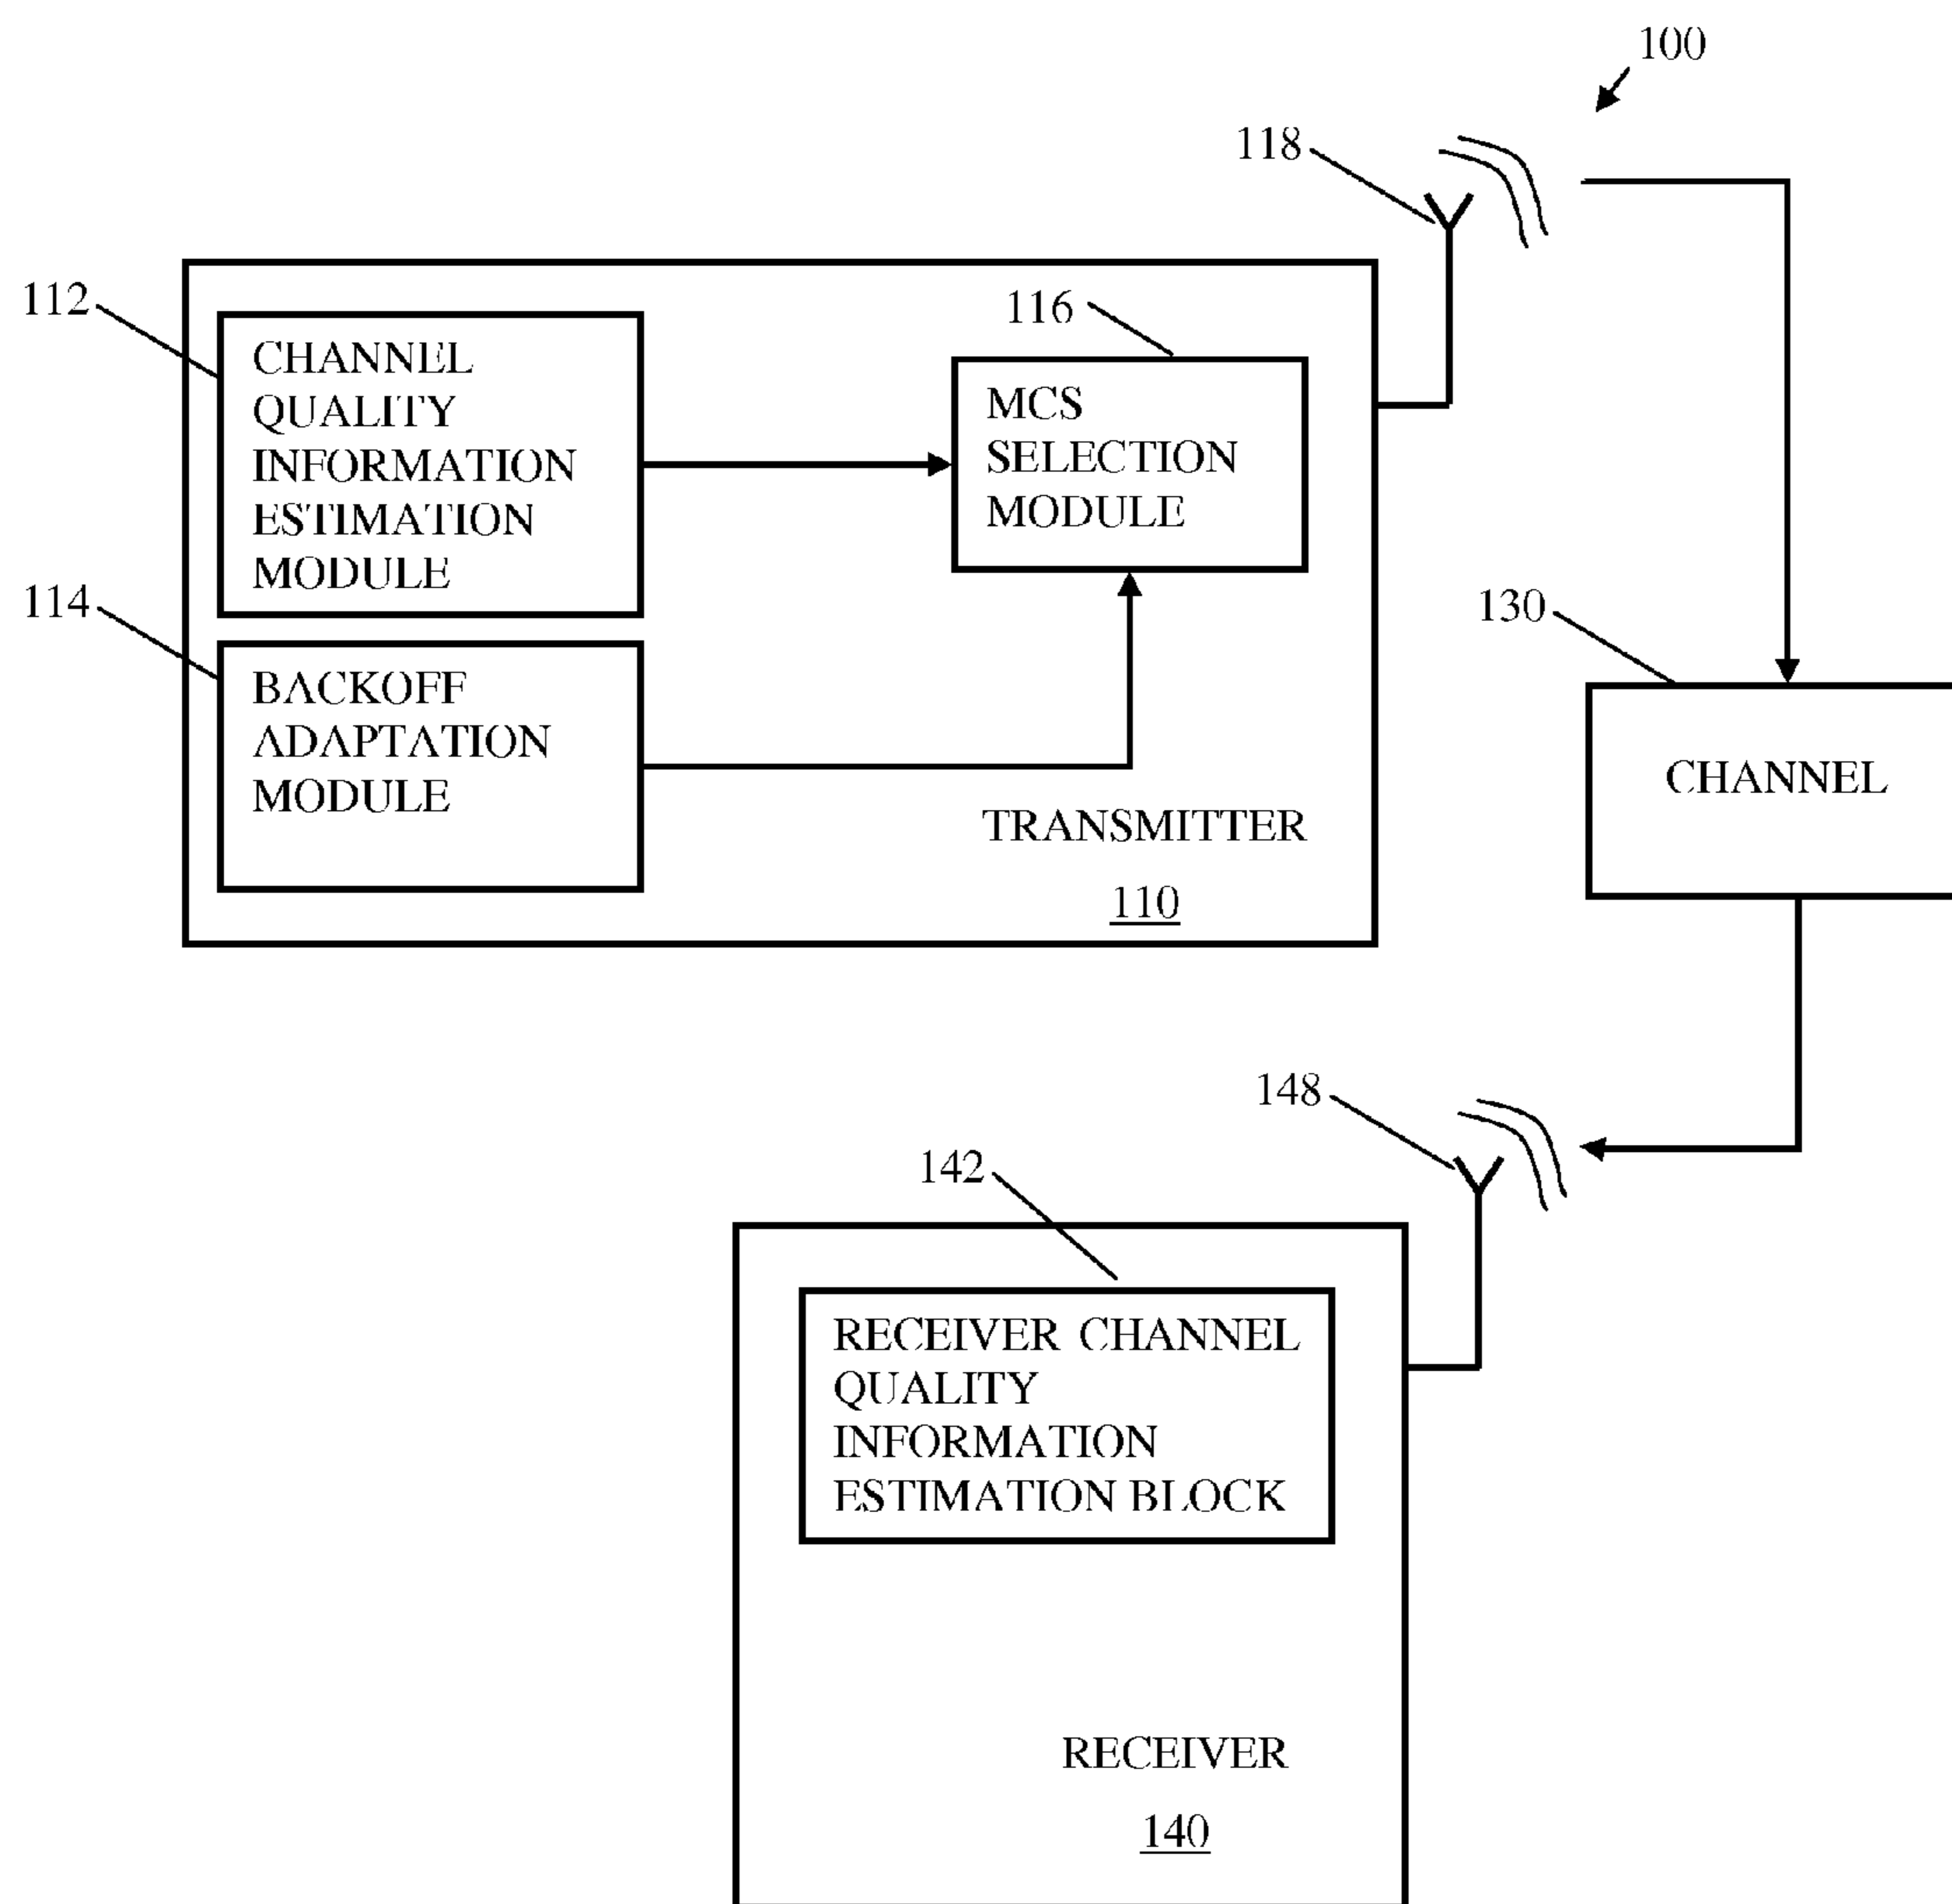 100
118
112
116
CHANNEL
QUALITY
INFORMATION
ESTIMATION
MODULE
MCS
SELECTION
MODULE
114
BACKOFF
ADAPTATION
MODULE
130
CHANNEL
TRANSMITTER
110
148
142
RECEIVER CHANNEL
QUALITY
INFORMATION
ESTIMATION BLOCK
RECEIVER
140